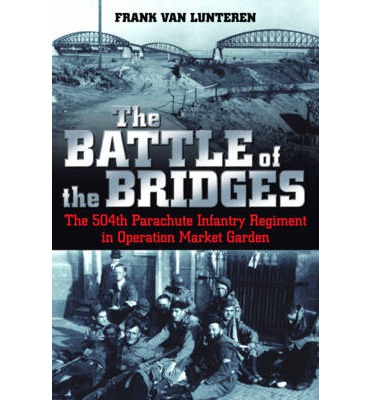 FRANK VAN LUNTEREN
The
BATTLE of
the BRIDGES
The 504th Parachute Infantry Regiment
in Operation Market Garden